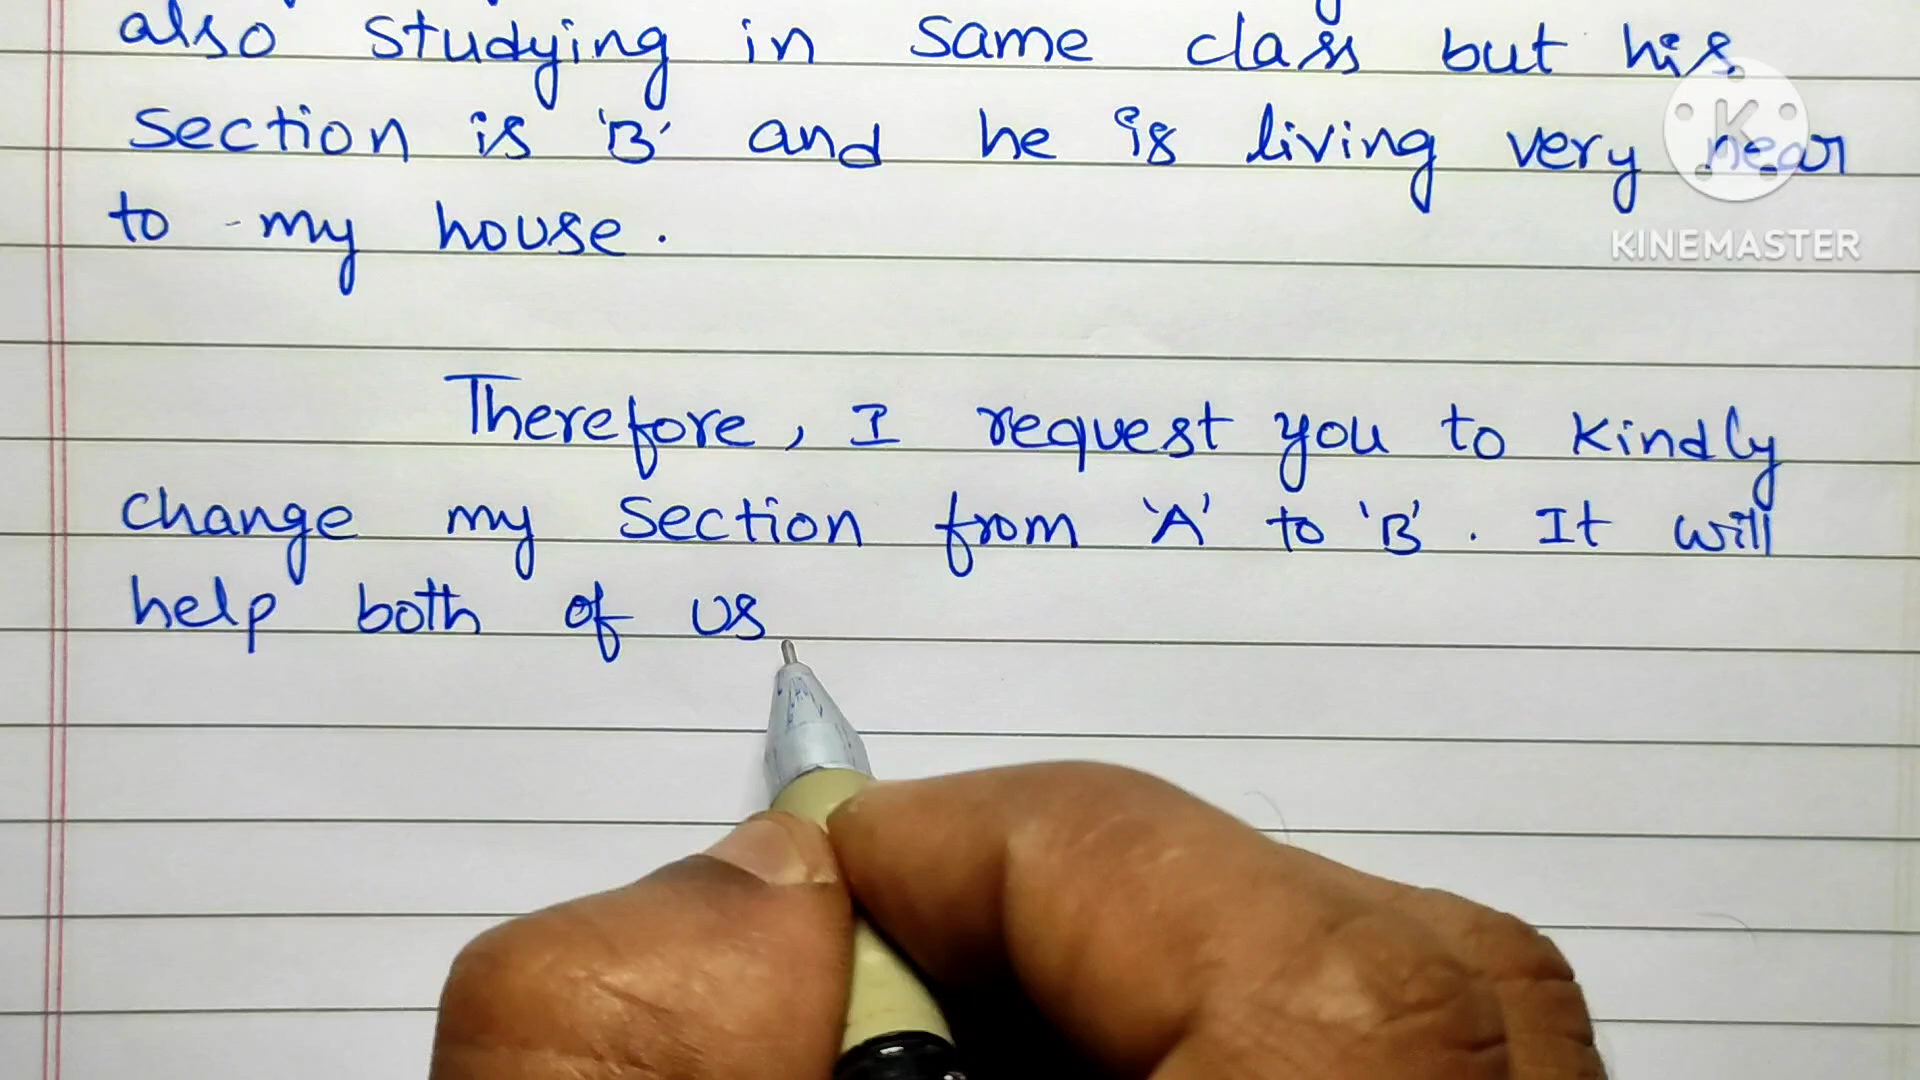 also studying in same class but his
section is 'B' and he is living very near
to my house.
Therefore, I request you to kindly
change my section from 'A' to 'B'. It will
help both of us
K
KINEMASTER